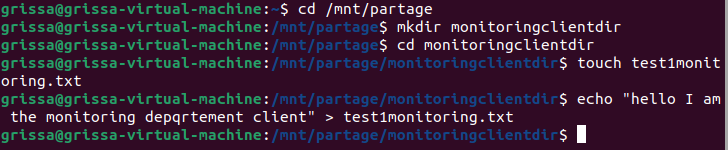 grissa@grissa-virtual-machine:~$ cd /mnt/partage
grissa@grissa-virtual-machine:/mnt/partage$ mkdir monitoringclientdir
grissa@grissa-virtual-machine:/mnt/partage$ cd monitoringclientdir
grissa@grissa-virtual-machine:/mnt/partage/monitoringclientdir$ touch test1monit
oring.txt
grissa@grissa-virtual-machine:/mnt/partage/monitoringclientdir$ echo "hello I am
 the monitoring depqrtement client" > test1monitoring.txt
grissa@grissa-virtual-machine:/mnt/partage/monitoringclientdir$